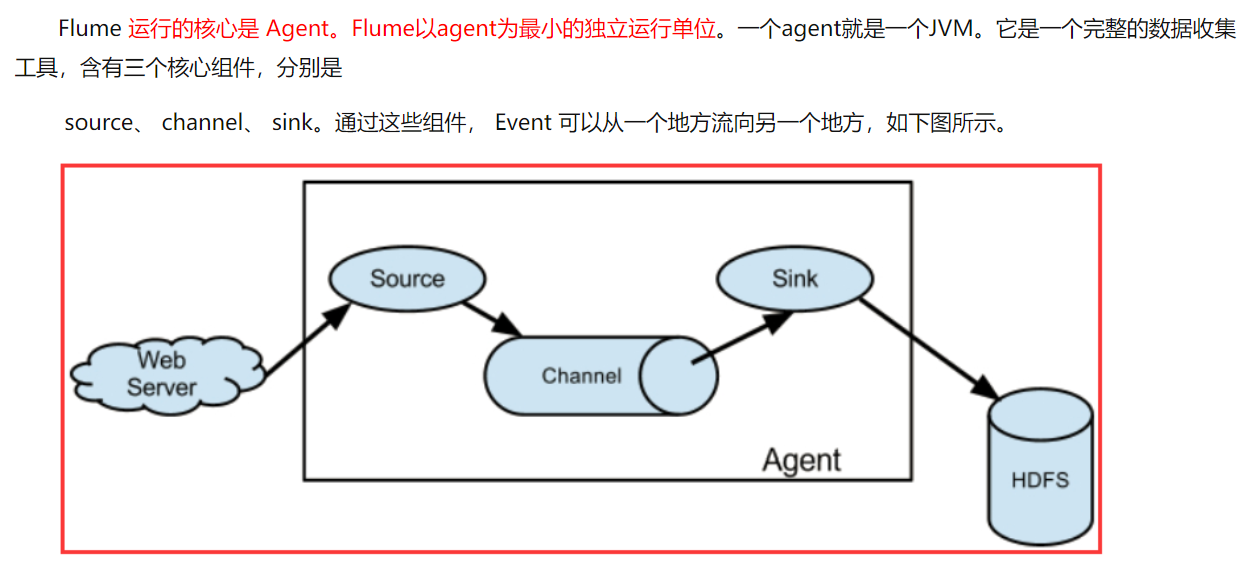 Flume 运行的核心是 Agent。Flume以agent为最小的独立运行单位。一个agent就是一个JVM。它是一个完整的数据收集
工具，含有三个核心组件，分别是
source、 channel、 sink。通过这些组件， Event 可以从一个地方流向另一个地方，如下图所示。
Source
Sink
Web
Server
Channel
Agent
HDFS